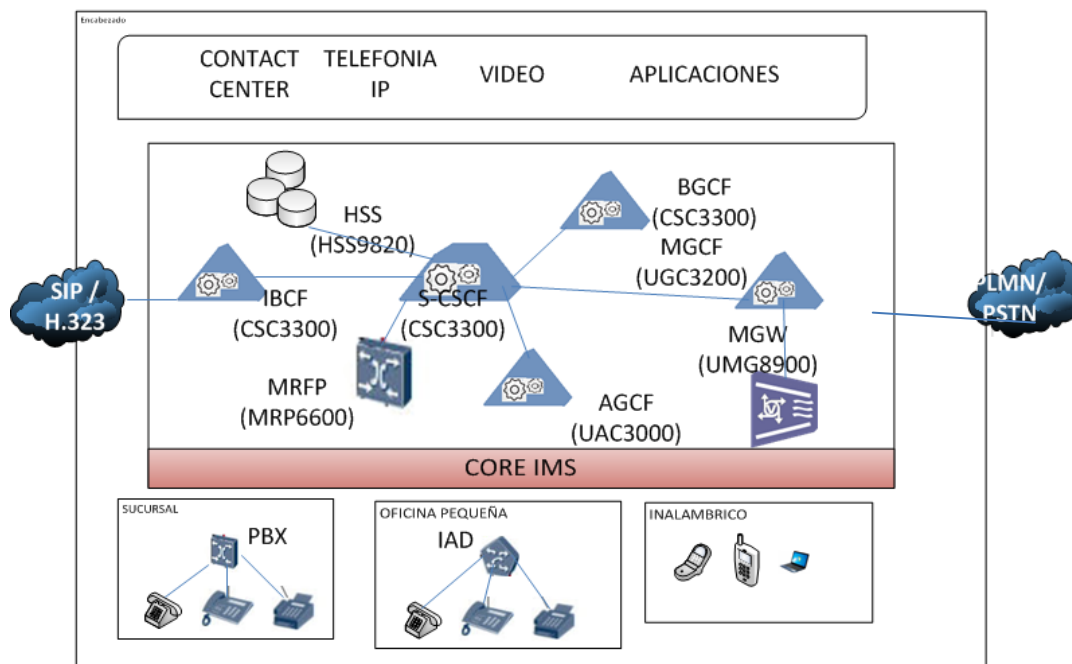 Encabezado
CONTACT
CENTER
TELEFONIA
IP
VIDEO
APLICACIONES
HSS
(HSS9820)
BGCF
(CSC3300)
MGCF
(UGC3200)
SIP /
H.323
IBCF
(CSC3300)
S-CSCF
(CSC3300)
PLMN/
PSTN
MGW
(UMG8900)
MRFP
(MRP6600)
AGCF
(UAC3000)
CORE IMS
SUCURSAL
PBX
OFICINA PEQUEÑA
IAD
INALAMBRICO